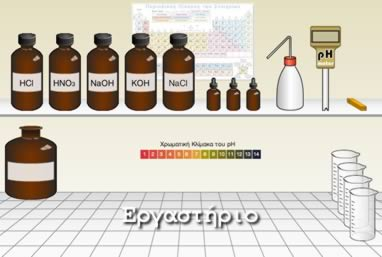 Περιοδικός Πίνακας των Στοιχείων
HCl
HNO₃
NaOH
KOH
NaCl
pH
meter
Χρωματική Κλίμακα του pH
1 2 3 4 5 6 7 8 9 10 11 12 13 14
Εργαστήριο